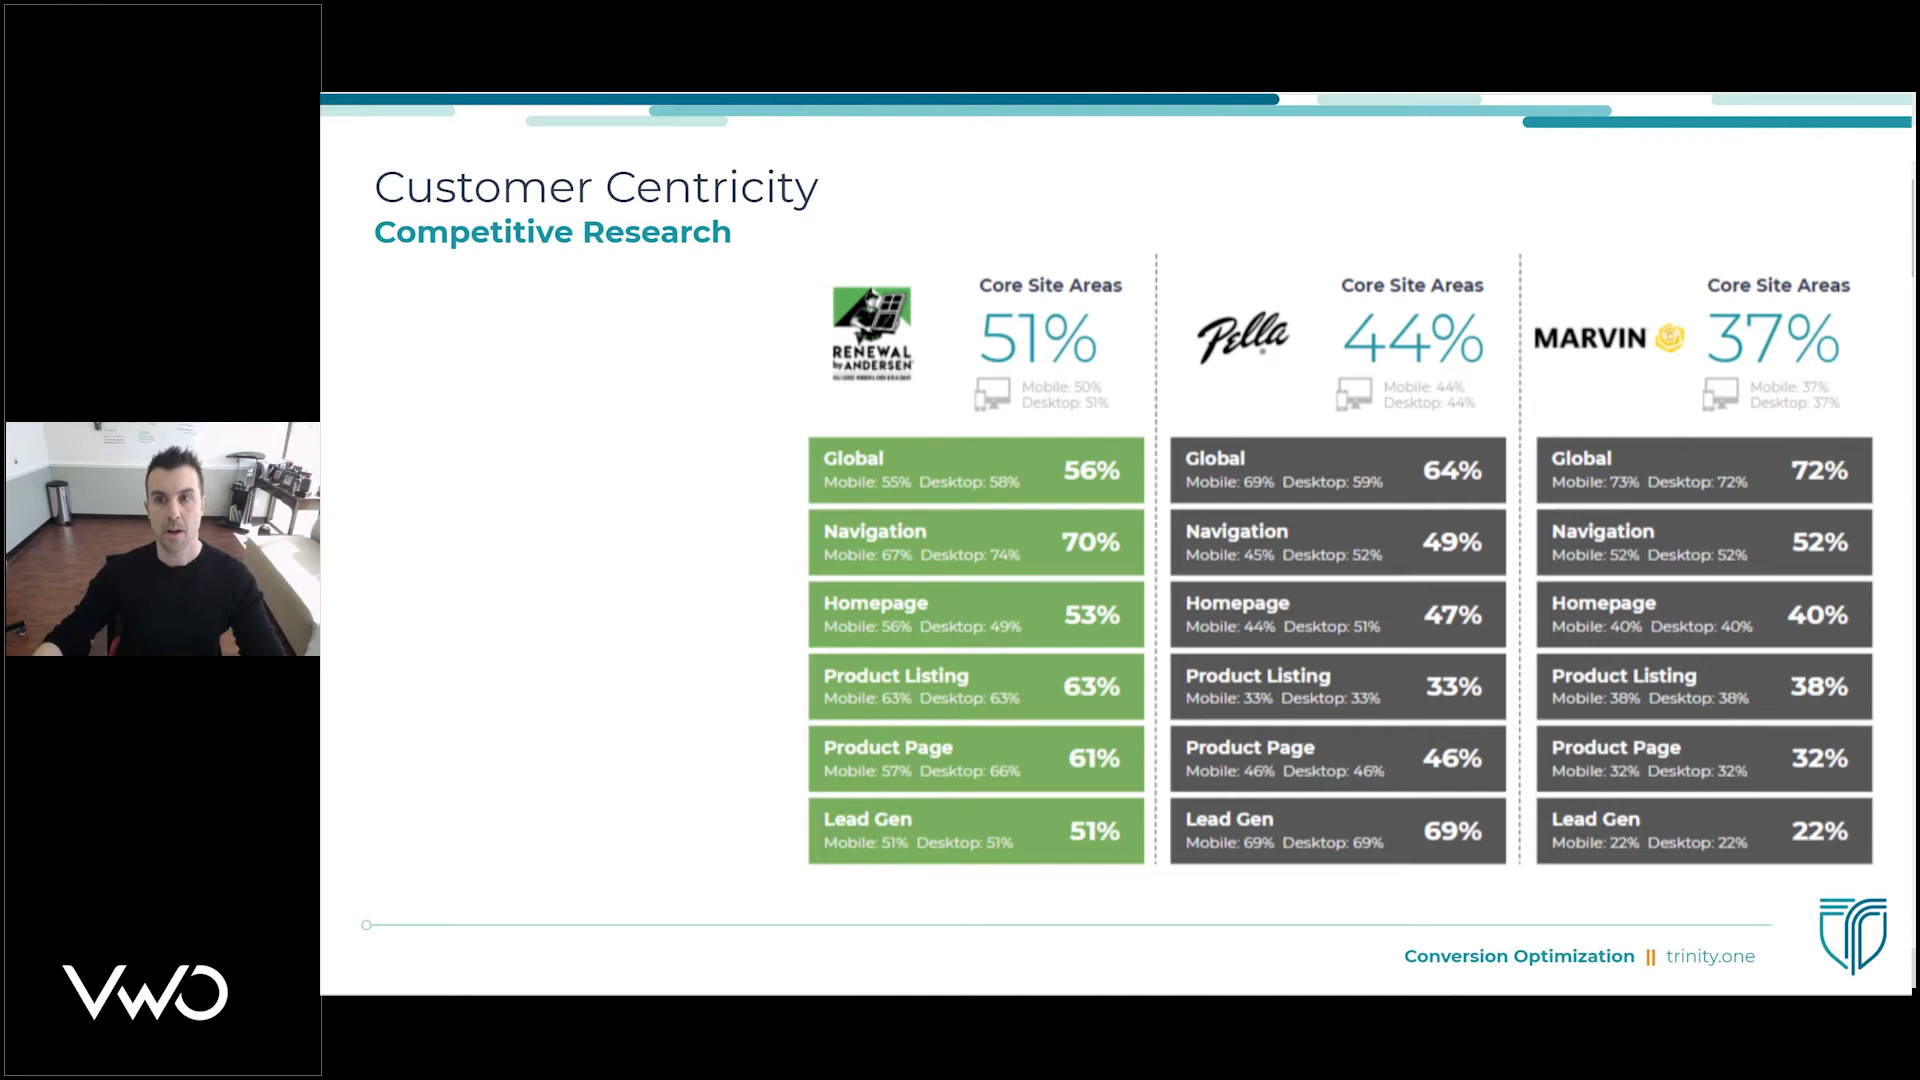 Customer Centricity
Competitive Research
RENEWAL
by ANDERSEN
Core Site Areas
51%
Mobile: 50%
Desktop: 51%
Global
Mobile: 55% Desktop: 58%
56%
Navigation
Mobile: 67% Desktop: 74%
70%
Homepage
Mobile: 56% Desktop: 49%
53%
Product Listing
Mobile: 63% Desktop: 63%
63%
Product Page
Mobile: 57% Desktop: 66%
61%
Lead Gen
Mobile: 51% Desktop: 51%
51%
Pella
Core Site Areas
44%
Mobile: 44%
Desktop: 44%
Global
Mobile: 69% Desktop: 59%
64%
Navigation
Mobile: 45% Desktop: 52%
49%
Homepage
Mobile: 44% Desktop: 51%
47%
Product Listing
Mobile: 33% Desktop: 33%
33%
Product Page
Mobile: 46% Desktop: 46%
46%
Lead Gen
Mobile: 69% Desktop: 69%
69%
MARVIN
Core Site Areas
37%
Mobile: 37%
Desktop: 37%
Global
Mobile: 73% Desktop: 72%
72%
Navigation
Mobile: 52% Desktop: 52%
52%
Homepage
Mobile: 40% Desktop: 40%
40%
Product Listing
Mobile: 38% Desktop: 38%
38%
Product Page
Mobile: 32% Desktop: 32%
32%
Lead Gen
Mobile: 22% Desktop: 22%
22%
Conversion Optimization || trinity.one
VWO